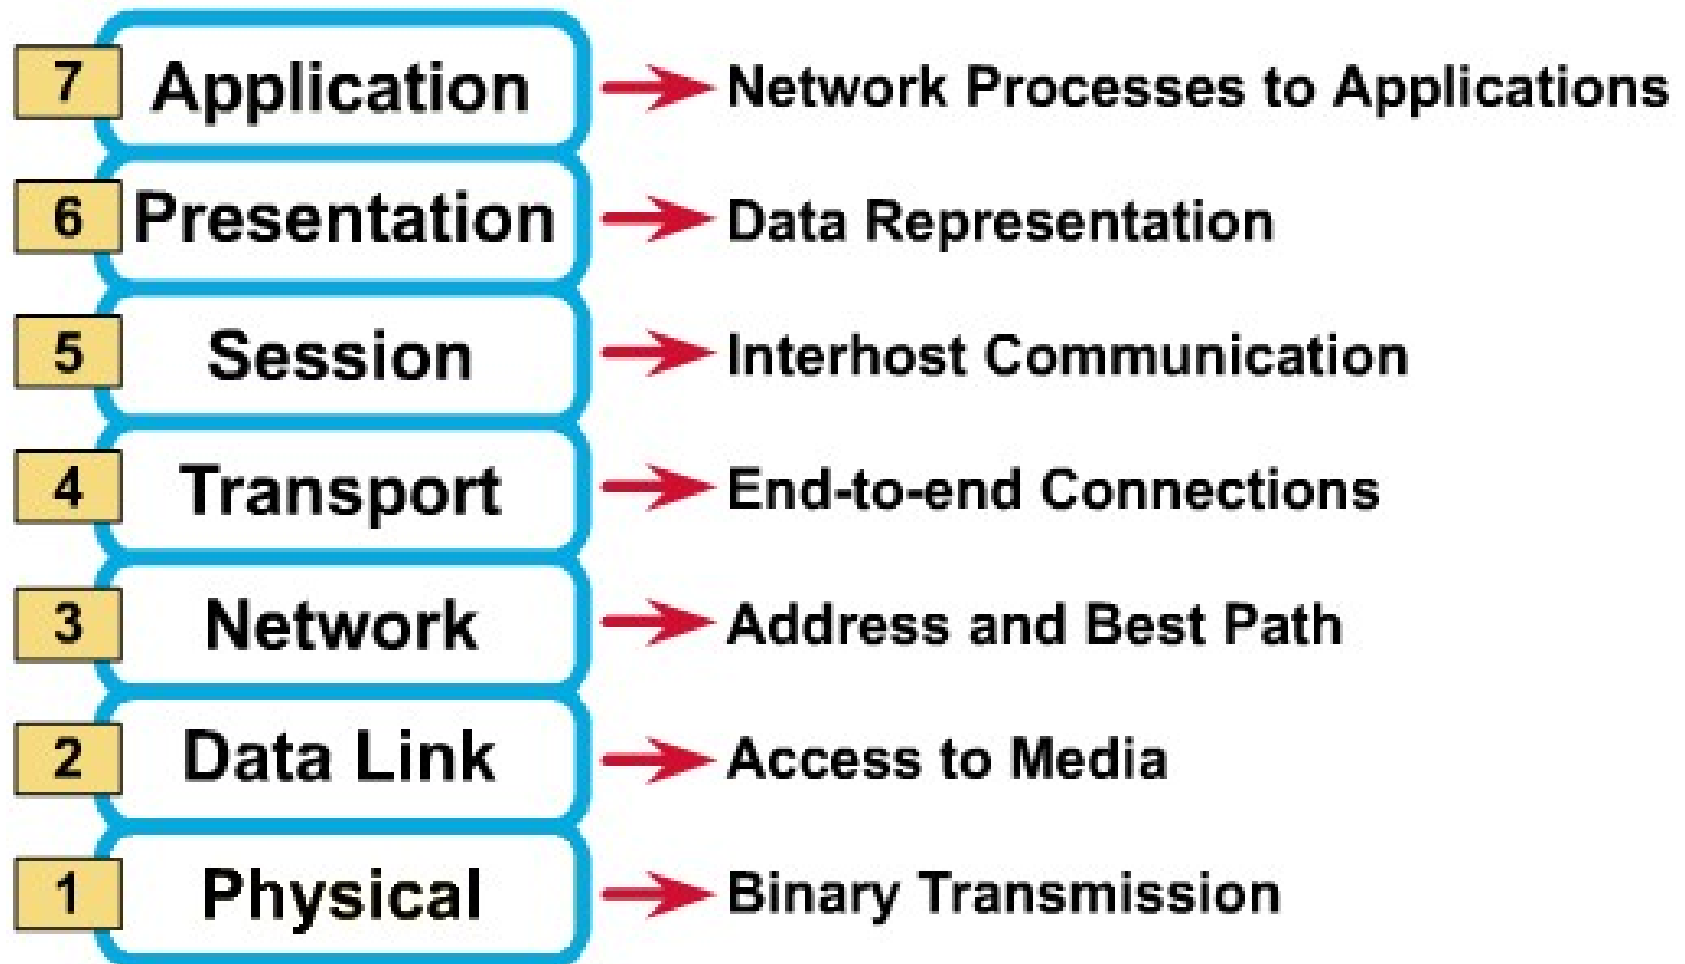 7 Application Network Processes to Applications
6 Presentation Data Representation
5 Session Interhost Communication
4 Transport End-to-end Connections
3 Network Address and Best Path
2 Data Link Access to Media
1 Physical Binary Transmission